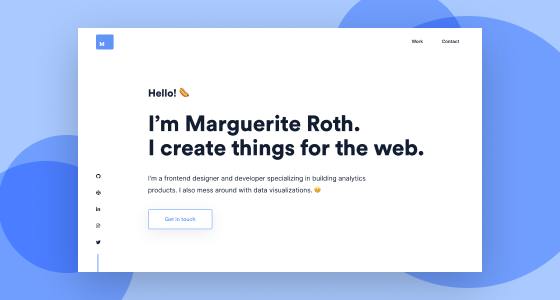 M
Work
Contact
Hello! 🌭
I'm Marguerite Roth.
I create things for the web.
I'm a frontend designer and developer specializing in building analytics
products. I also mess around with data visualizations. 😊
Get in touch